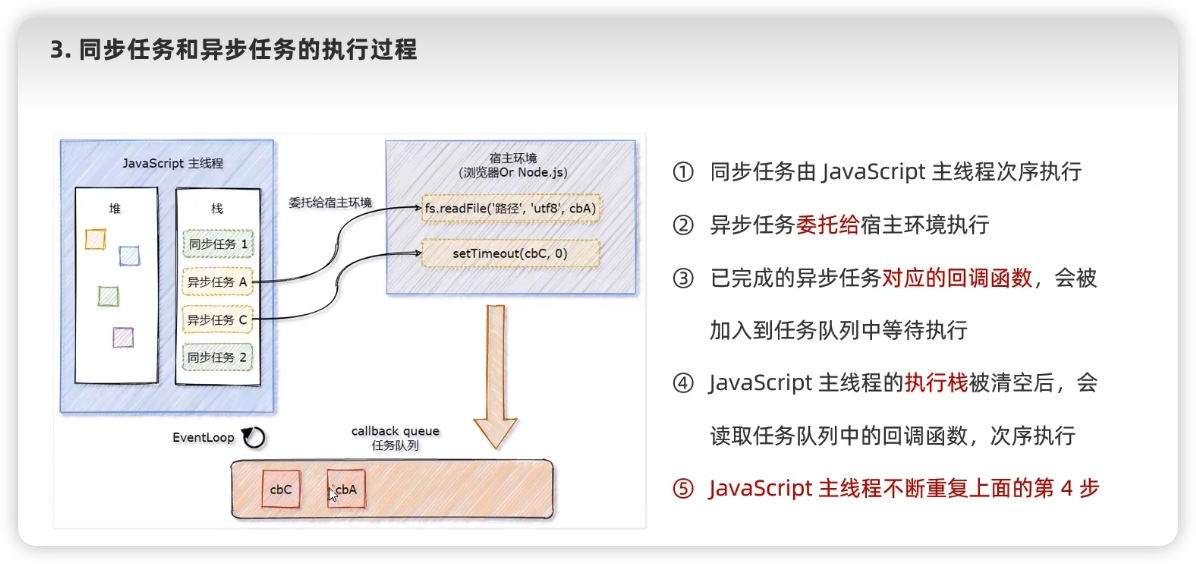 3. 同步任务和异步任务的执行过程
JavaScript 主线程
堆
栈
同步任务 1
异步任务 A
异步任务 C
同步任务 2
委托给宿主环境
宿主环境
(浏览器Or Node.js)
fs.readFile('路径', 'utf8', cbA)
setTimeout(cbC, 0)
EventLoop
callback queue
任务队列
cbC
cbA
① 同步任务由 JavaScript 主线程次序执行
② 异步任务委托给宿主环境执行
③ 已完成的异步任务对应的回调函数，会被
加入到任务队列中等待执行
④ JavaScript 主线程的执行栈被清空后，会
读取任务队列中的回调函数，次序执行
⑤ JavaScript 主线程不断重复上面的第 4 步